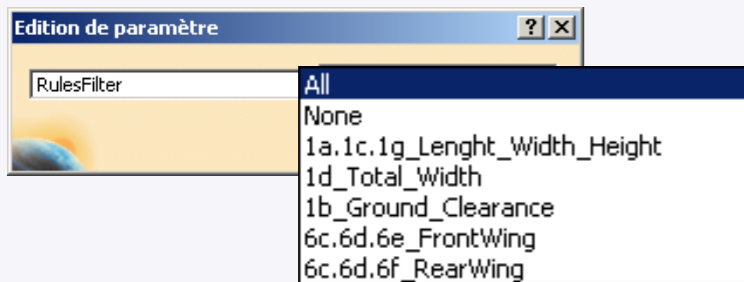 Edition de paramètre
RulesFilter
All
None
1a.1c.1g_Lenght_Width_Height
1d_Total_Width
1b_Ground_Clearance
6c.6d.6e_FrontWing
6c.6d.6f_RearWing